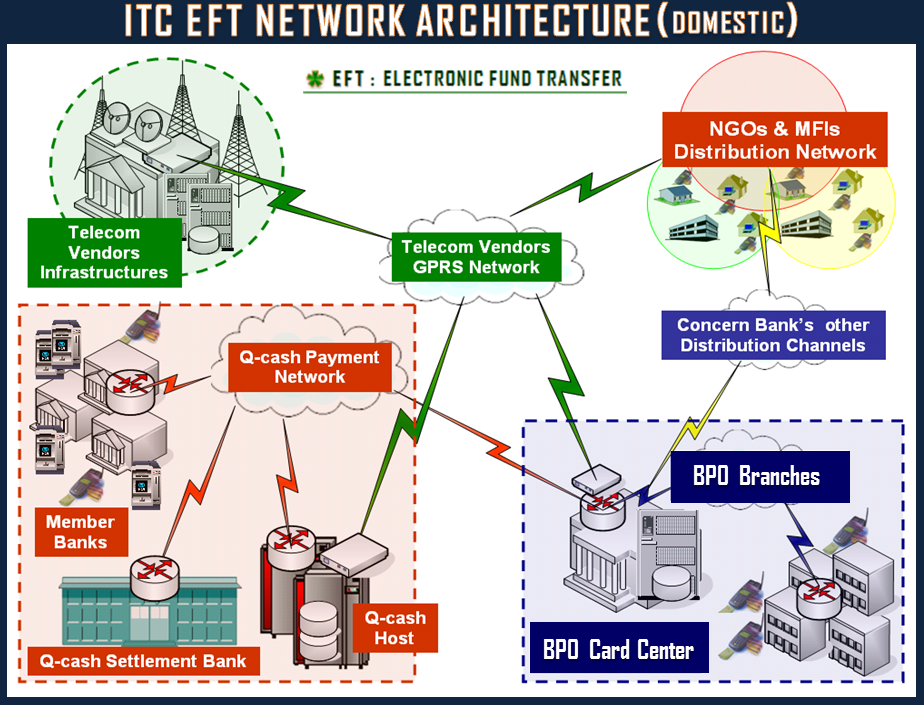 ITC EFT NETWORK ARCHITECTURE (DOMESTIC)
EFT : ELECTRONIC FUND TRANSFER
NGOs & MFIs
Distribution Network
Telecom
Vendors
Infrastructures
Telecom Vendors
GPRS Network
Concern Bank's other
Distribution Channels
Q-cash Payment
Network
BPO Branches
Member
Banks
Q-cash
Host
BPO Card Center
Q-cash Settlement Bank